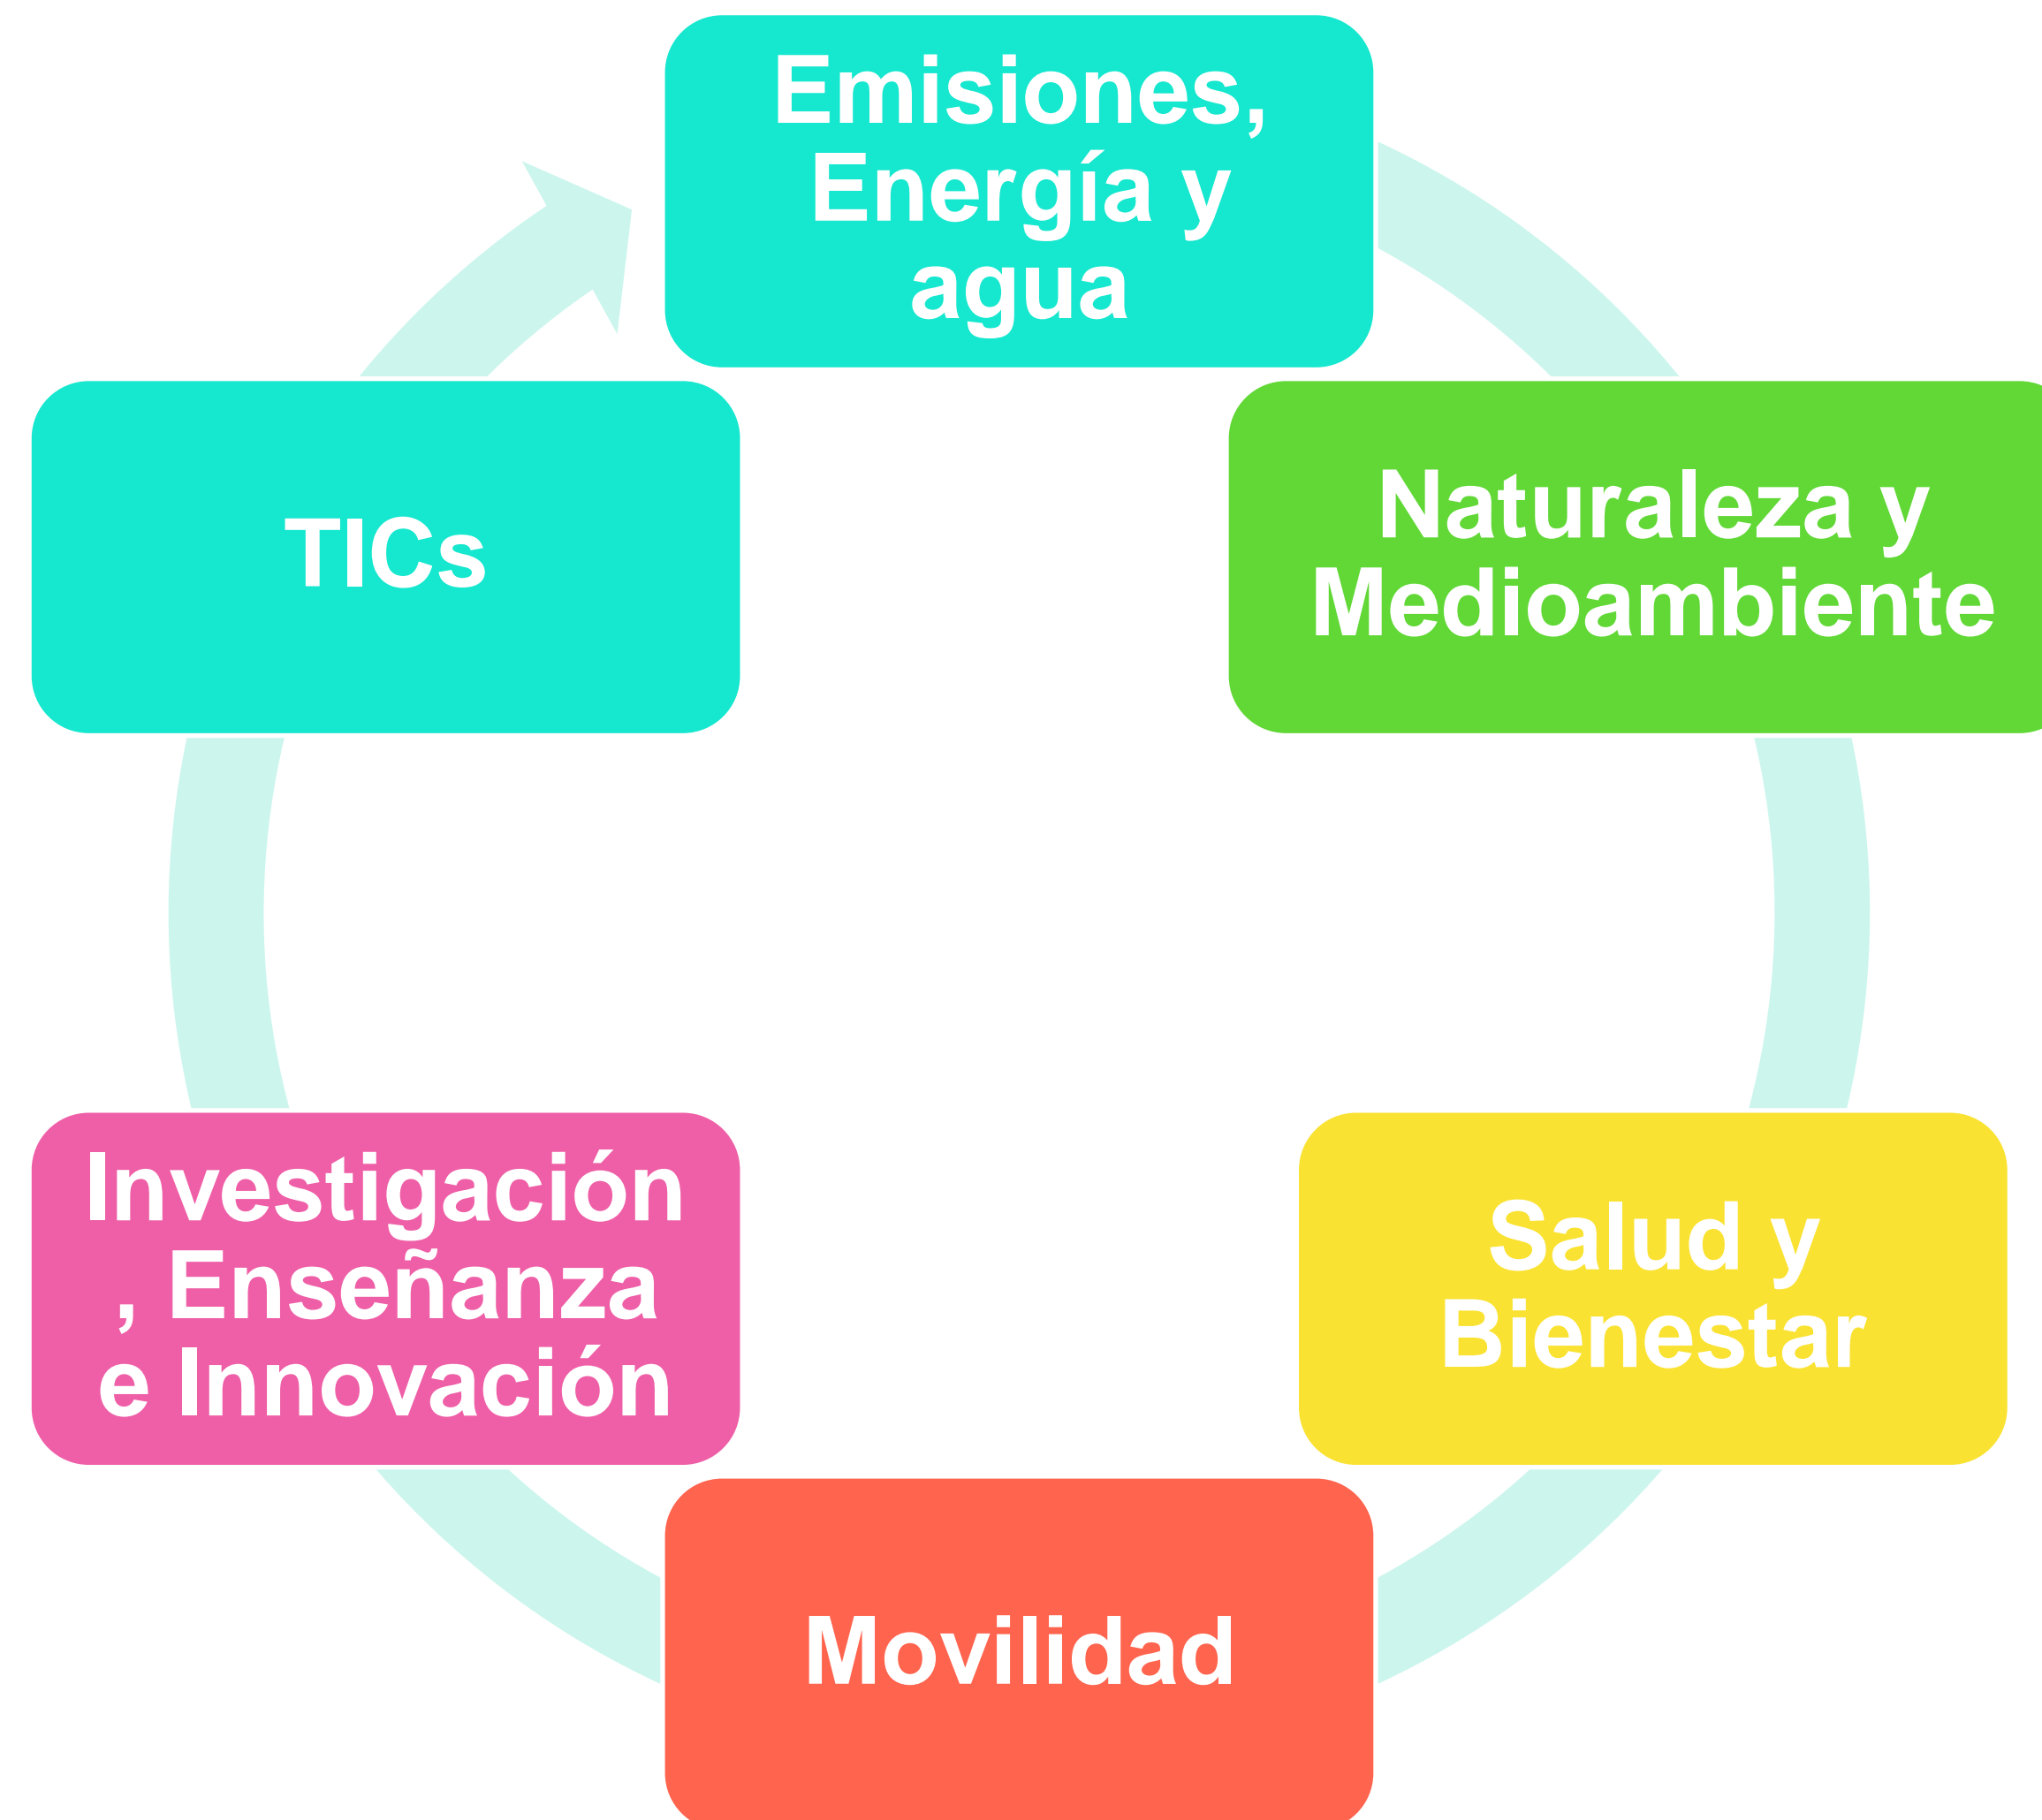 Emisiones,
Energía y
agua
Naturaleza y
Medioambiente
Salud y
Bienestar
Movilidad
Investigación
, Enseñanza
e Innovación
TICs